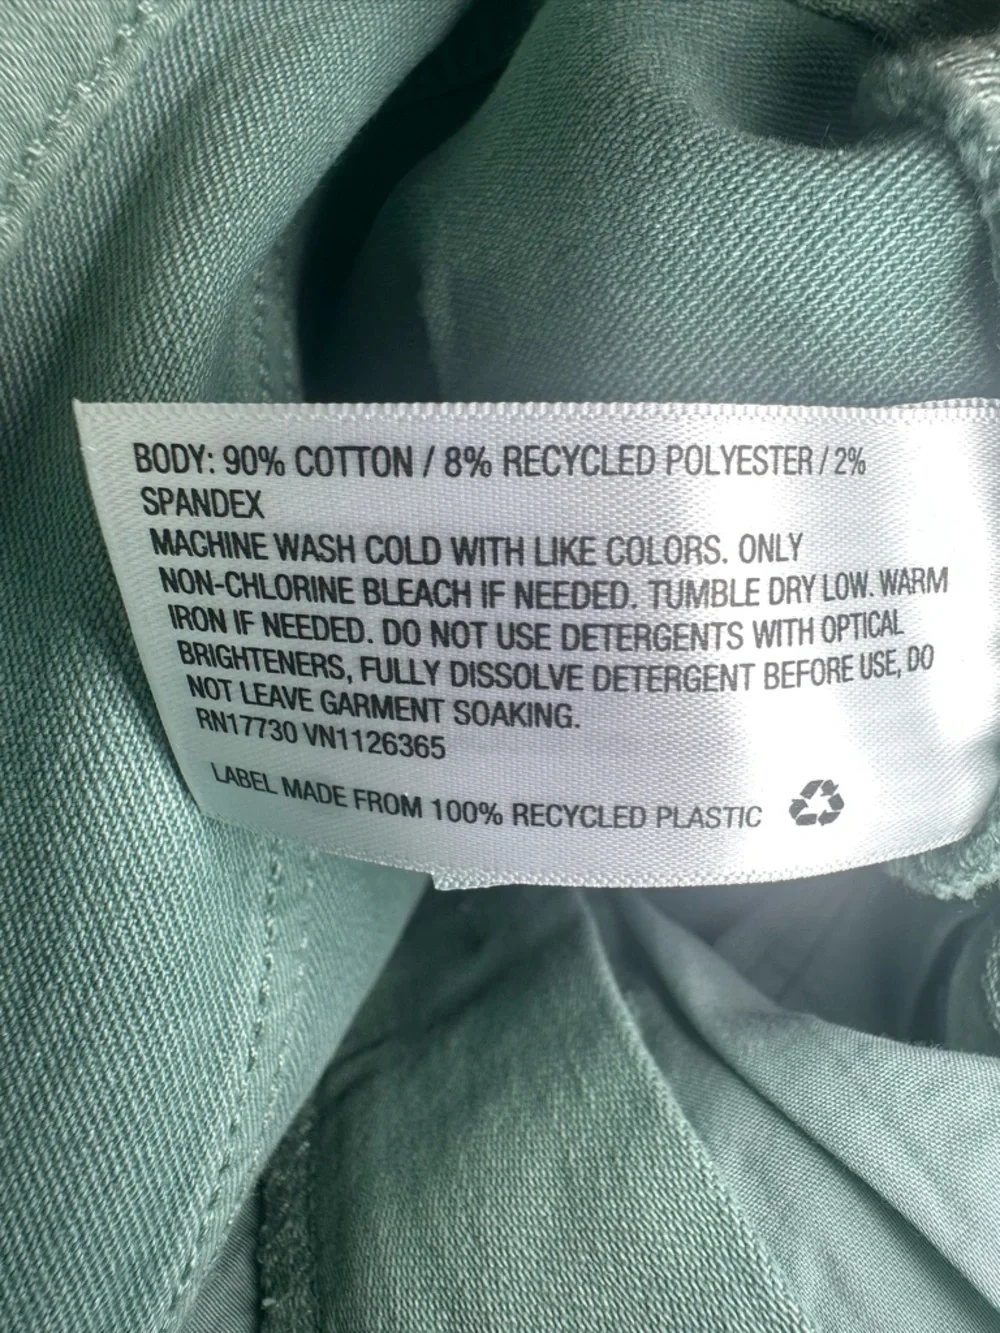 BODY: 90% COTTON / 8% RECYCLED POLYESTER / 2%
SPANDEX
MACHINE WASH COLD WITH LIKE COLORS. ONLY
NON-CHLORINE BLEACH IF NEEDED. TUMBLE DRY LOW. WARM
IRON IF NEEDED. DO NOT USE DETERGENTS WITH OPTICAL
BRIGHTENERS, FULLY DISSOLVE DETERGENT BEFORE USE, DO
NOT LEAVE GARMENT SOAKING.
RN17730 VN1126365
LABEL MADE FROM 100% RECYCLED PLASTIC